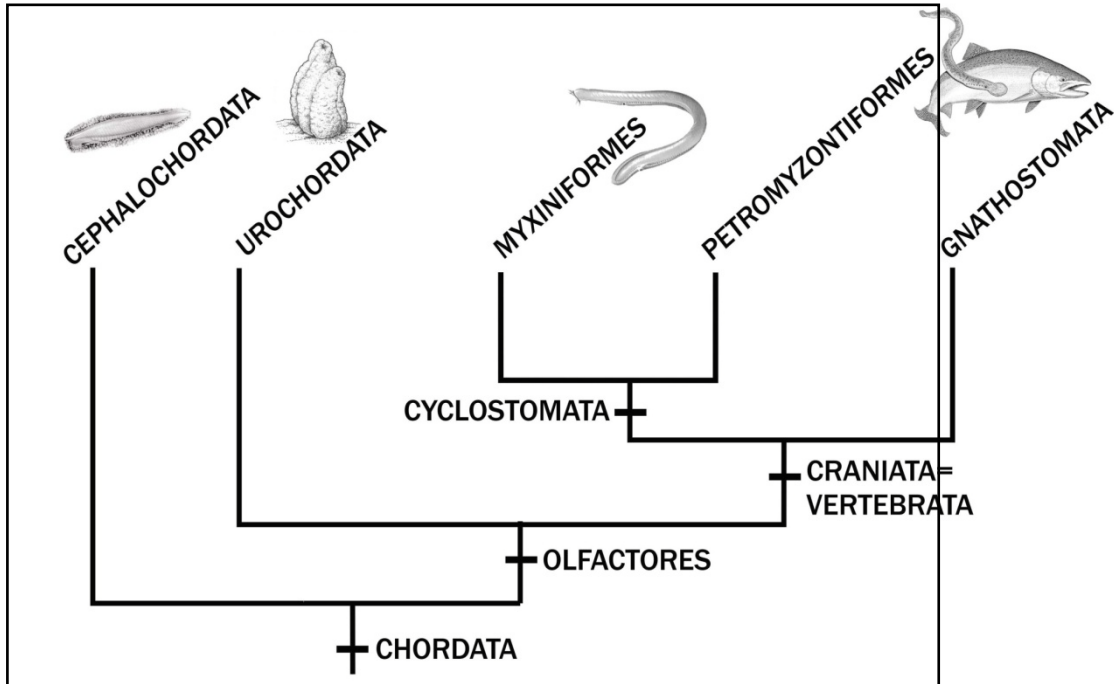 CEPHALOCHORDATA
UROCHORDATA
MYXINIFORMES
PETROMYZONTIFORMES
GNATHOSTOMATA
CYCLOSTOMATA
CRANIATA=
VERTEBRATA
OLFACTORES
CHORDATA